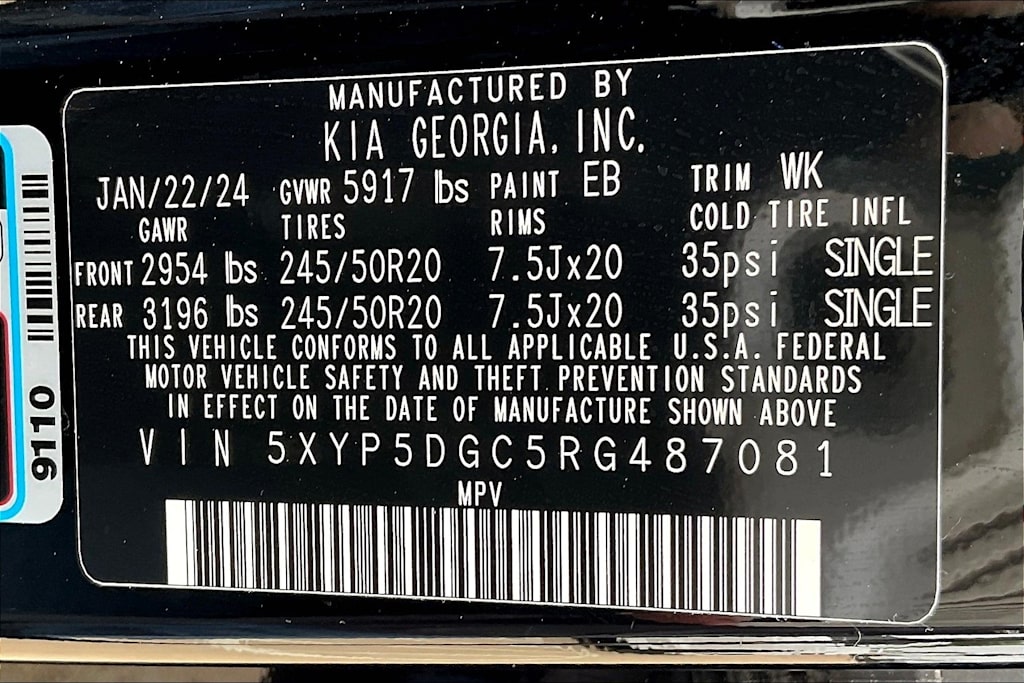 MANUFACTURED BY
KIA GEORGIA, INC.
JAN/22/24 GVWR 5917 lbs PAINT EB TRIM WK
GAWR TIRES RIMS COLD TIRE INFL
FRONT 2954 lbs 245/50R20 7.5Jx20 35psi SINGLE
REAR 3196 lbs 245/50R20 7.5Jx20 35psi SINGLE
THIS VEHICLE CONFORMS TO ALL APPLICABLE U.S.A. FEDERAL
MOTOR VEHICLE SAFETY AND THEFT PREVENTION STANDARDS
IN EFFECT ON THE DATE OF MANUFACTURE SHOWN ABOVE
VIN 5XYP5DGC5RG487081
MPV
9110